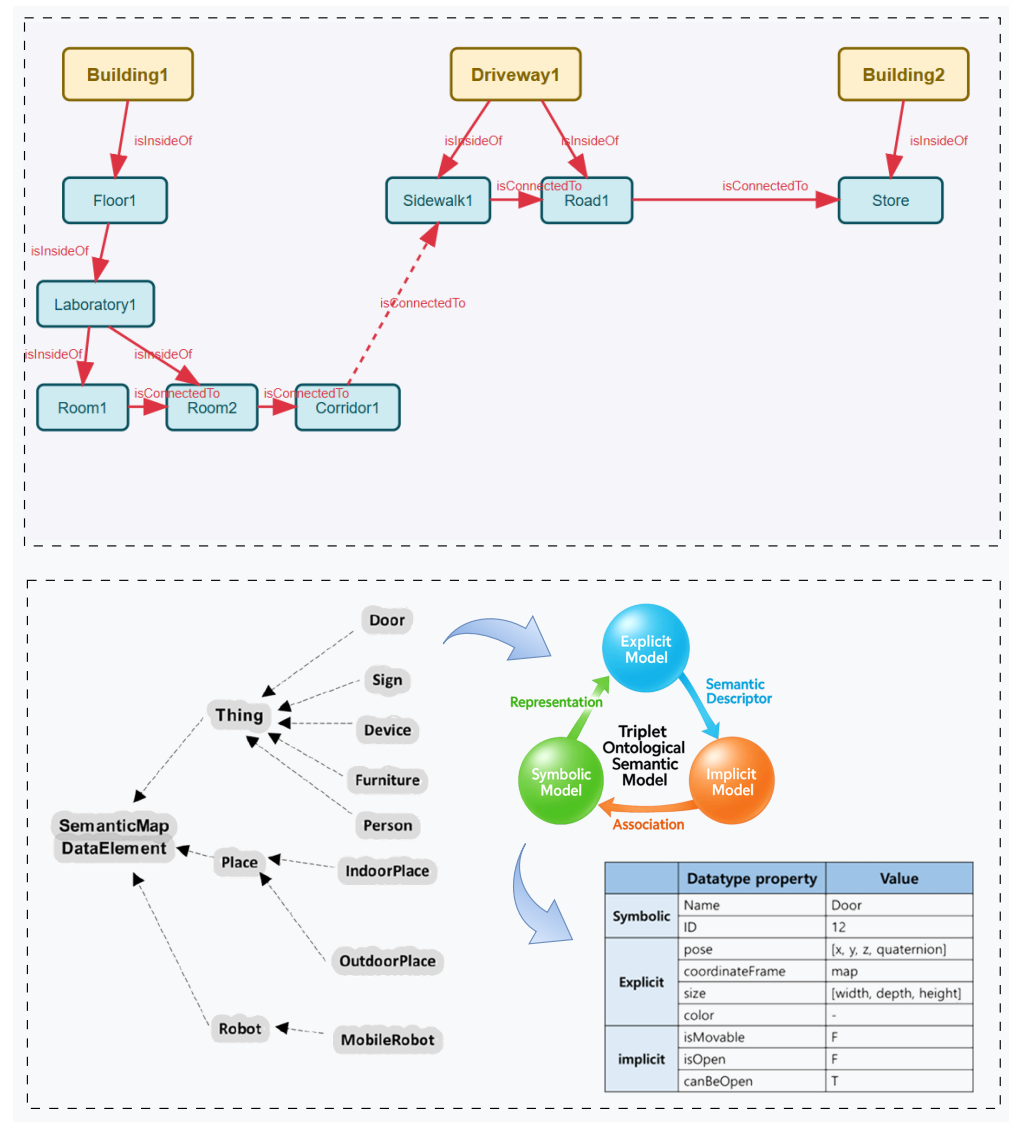 Building1
Driveway1
Building2
isInsideOf
isInsideOf
isInsideOf
isInsideOf
Floor1
Sidewalk1
isConnectedTo
Road1
isConnectedTo
Store
isInsideOf
Laboratory1
isConnectedTo
isInsideOf
isInsideOf
Room1
isConnectedTo
Room2
isConnectedTo
Corridor1
Door
Sign
Thing
Device
Furniture
Person
SemanticMap
DataElement
Place
IndoorPlace
OutdoorPlace
Robot
MobileRobot
Explicit
Model
Representation
Semantic
Descriptor
Triplet
Ontological
Semantic
Model
Symbolic
Model
Implicit
Model
Association
Datatype property Value
Symbolic
Name Door
ID 12
Explicit
pose [x, y, z, quaternion]
coordinateFrame map
size [width, depth, height]
color -
implicit
isMovable F
isOpen F
canBeOpen T